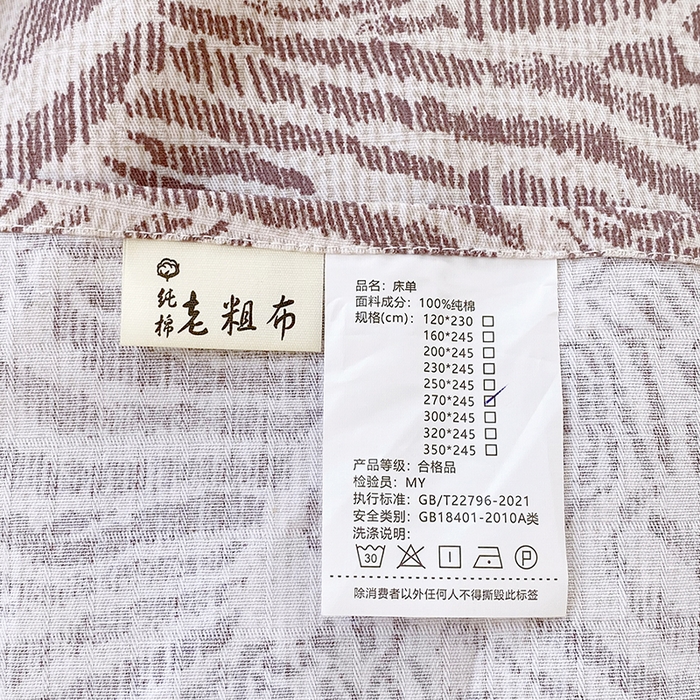 纯棉老粗布
品名：床单
面料成分：100%纯棉
规格(cm)：120*230
160*245
200*245
230*245
250*245
270*245
300*245
320*245
350*245
产品等级：合格品
检验员：MY
执行标准：GB/T22796-2021
安全类别：GB18401-2010A类
洗涤说明：
30
P
除消费者以外任何人不得撕毁此标签